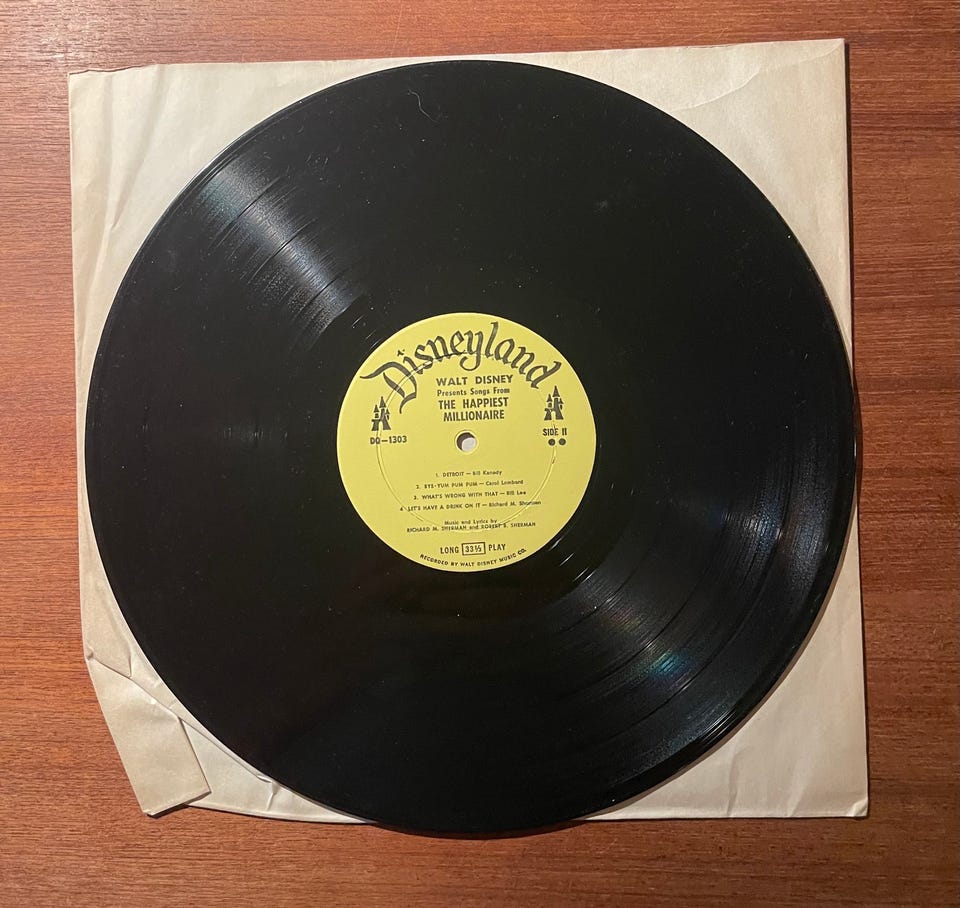 Disneyland
WALT DISNEY
Presents Songs From
THE HAPPIEST
MILLIONAIRE
DQ—1303
SIDE II
1. DETROIT — Bill Kanady
2. BYE-YUM PUM PUM — Carol Lombard
3. WHAT'S WRONG WITH THAT — Bill Lee
4. LET'S HAVE A DRINK ON IT — Richard M. Sherman
Music and Lyrics by
RICHARD M. SHERMAN and ROBERT B. SHERMAN
LONG 33⅓ PLAY
RECORDED BY WALT DISNEY MUSIC CO.